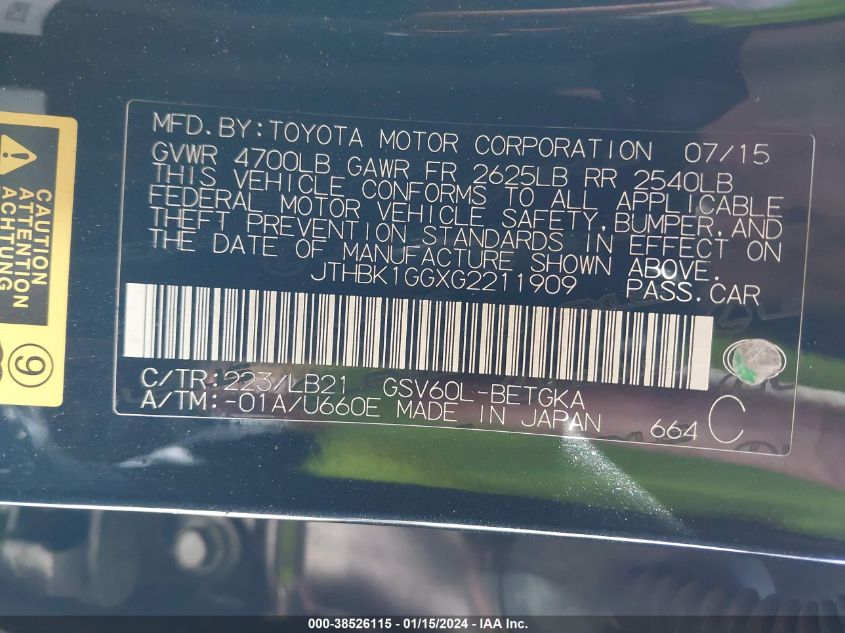 MFD.BY:TOYOTA MOTOR CORPORATION 07/15
GVWR 4700LB GAWR FR 2625LB RR 2540LB
THIS VEHICLE CONFORMS TO ALL APPLICABLE
FEDERAL MOTOR VEHICLE SAFETY,BUMPER,AND
THEFT PREVENTION STANDARDS IN EFFECT ON
THE DATE OF MANUFACTURE SHOWN ABOVE.
JTHBK1GGXG2211909 PASS.CAR
C/TR:223/LB21 GSV60L-BETGKA
A/TM:-01A/U660E MADE IN JAPAN 664 C
CAUTION
ATTENTION
ACHTUNG
9
000-38526115 - 01/15/2024 - IAA Inc.